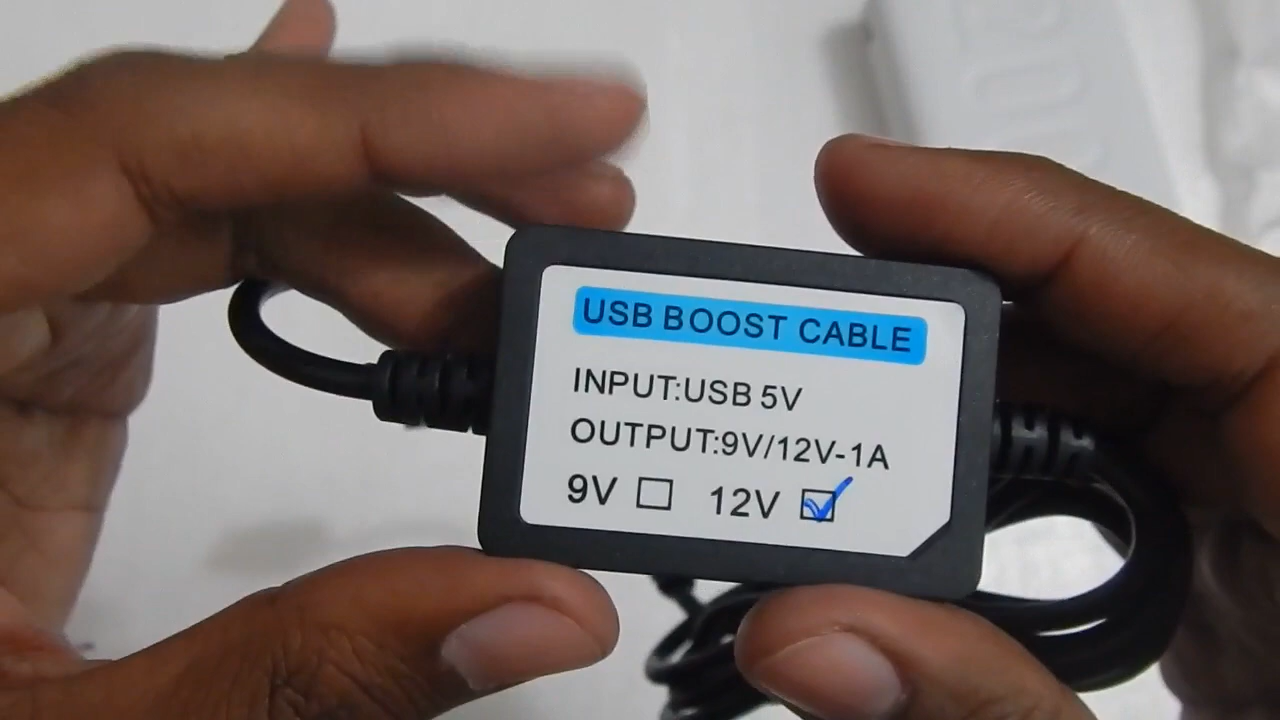 USB BOOST CABLE
INPUT:USB 5V
OUTPUT:9V/12V-1A
9V ☐ 12V ☑